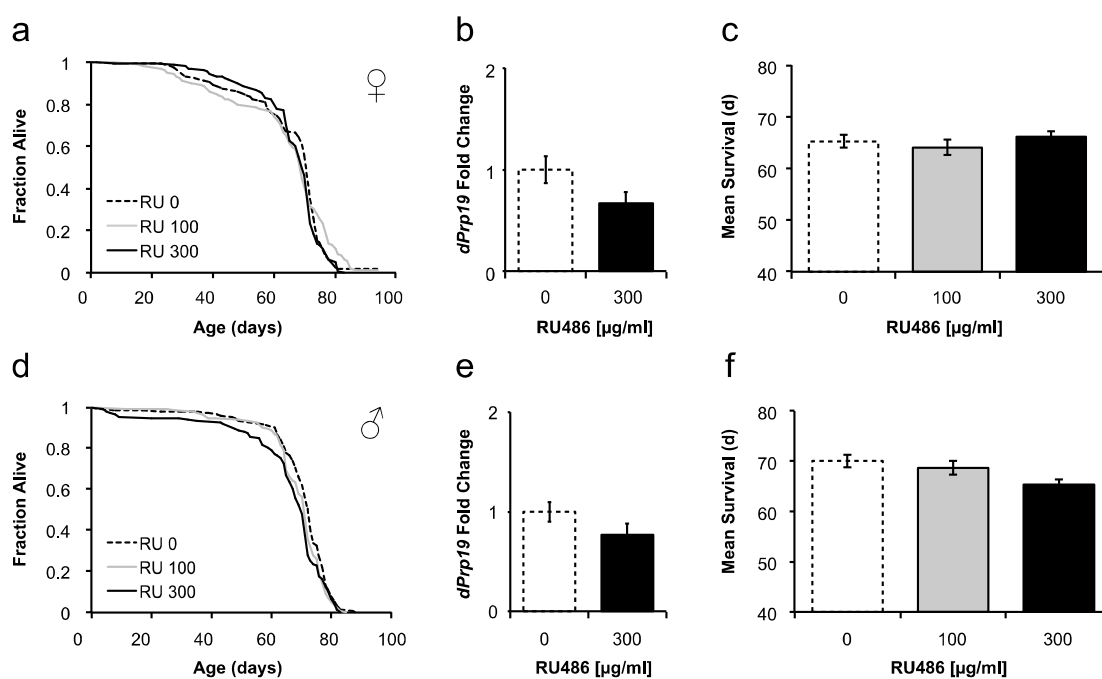 a
Fraction Alive
1
0.8
0.6
0.4
0.2
0
RU 0
RU 100
RU 300
♀
0 20 40 60 80 100
Age (days)
b
dPrp19 Fold Change
2
1
0
0 300
RU486 [µg/ml]
c
Mean Survival (d)
80
70
60
50
40
0 100 300
RU486 [µg/ml]
d
Fraction Alive
1
0.8
0.6
0.4
0.2
0
RU 0
RU 100
RU 300
♂
0 20 40 60 80 100
Age (days)
e
dPrp19 Fold Change
2
1
0
0 300
RU486 [µg/ml]
f
Mean Survival (d)
80
70
60
50
40
0 100 300
RU486 [µg/ml]